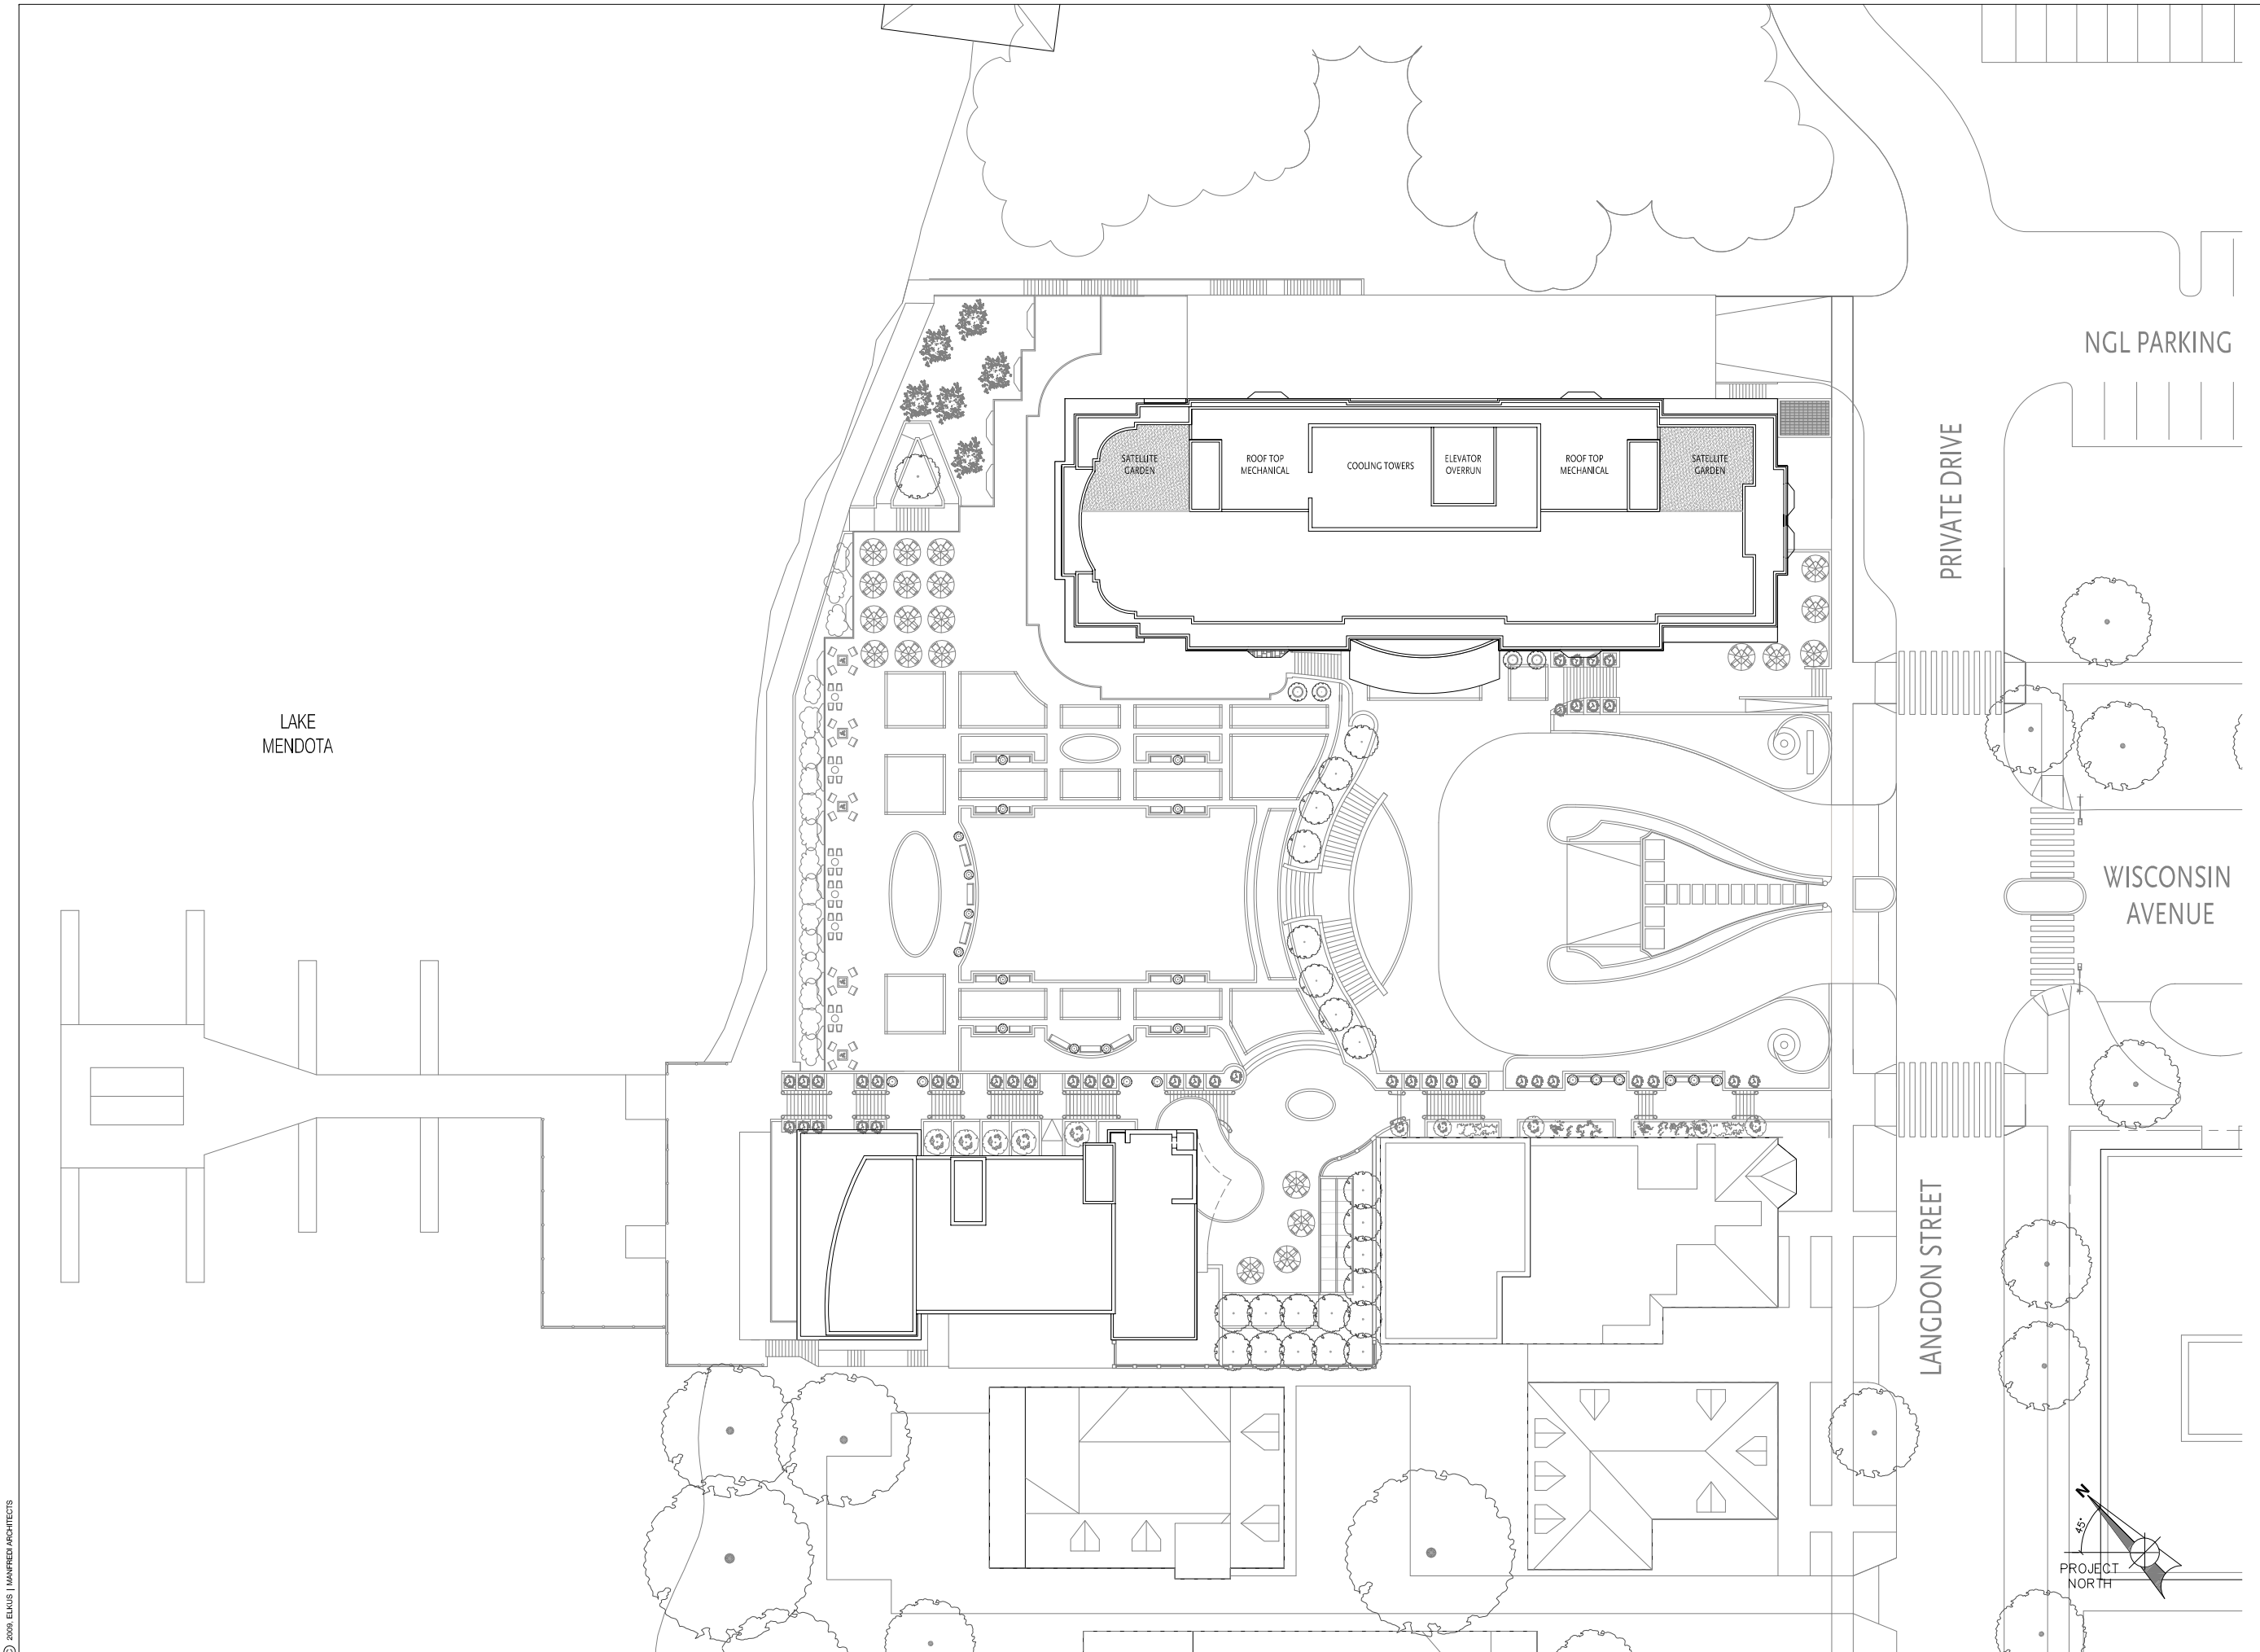 NGL PARKING
PRIVATE DRIVE
SATELLITE
GARDEN
ROOF TOP
MECHANICAL
COOLING TOWERS
ELEVATOR
OVERRUN
ROOF TOP
MECHANICAL
SATELLITE
GARDEN
LAKE
MENDOTA
WISCONSIN
AVENUE
LANGDON STREET
N
45°
PROJECT
NORTH
© 2009. ELKUS | MANFREDI ARCHITECTS